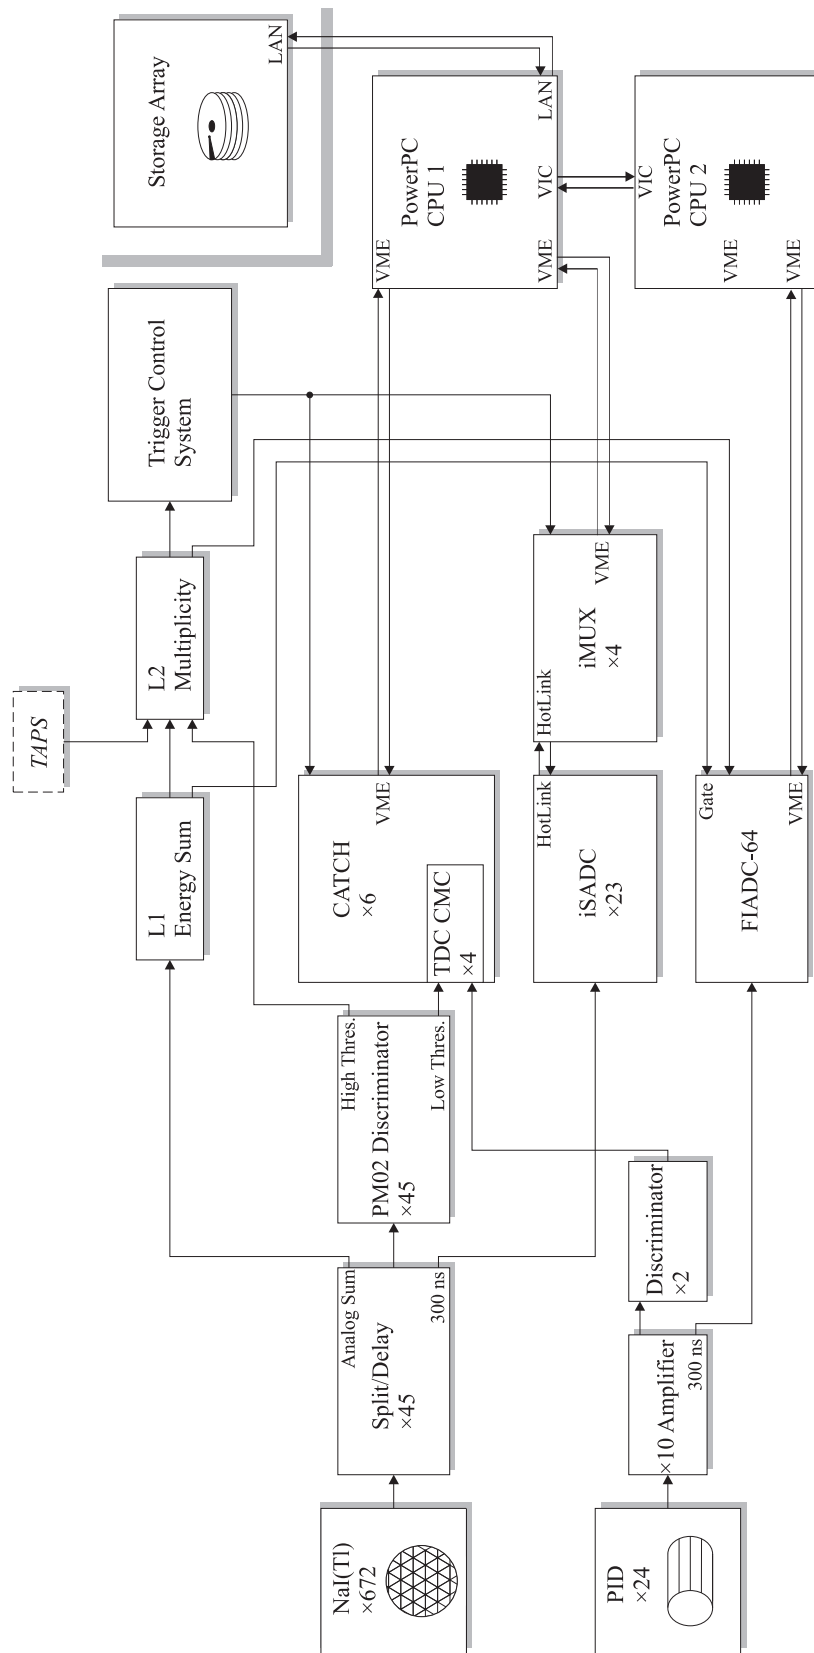 NaI(Tl)
×672
PID
×24
Analog Sum
Split/Delay
×45
300 ns
×10 Amplifier
300 ns
High Thres.
PM02 Discriminator
×45
Low Thres.
Discriminator
×2
L1
Energy Sum
CATCH
×6
VME
TDC CMC
×4
HotLink
iSADC
×23
Gate
FIADC-64
VME
TAPS
L2
Multiplicity
HotLink
iMUX
×4
VME
Trigger Control
System
Storage Array
LAN
VME
PowerPC
CPU 1
VME
VIC
LAN
VIC
PowerPC
CPU 2
VME
VME